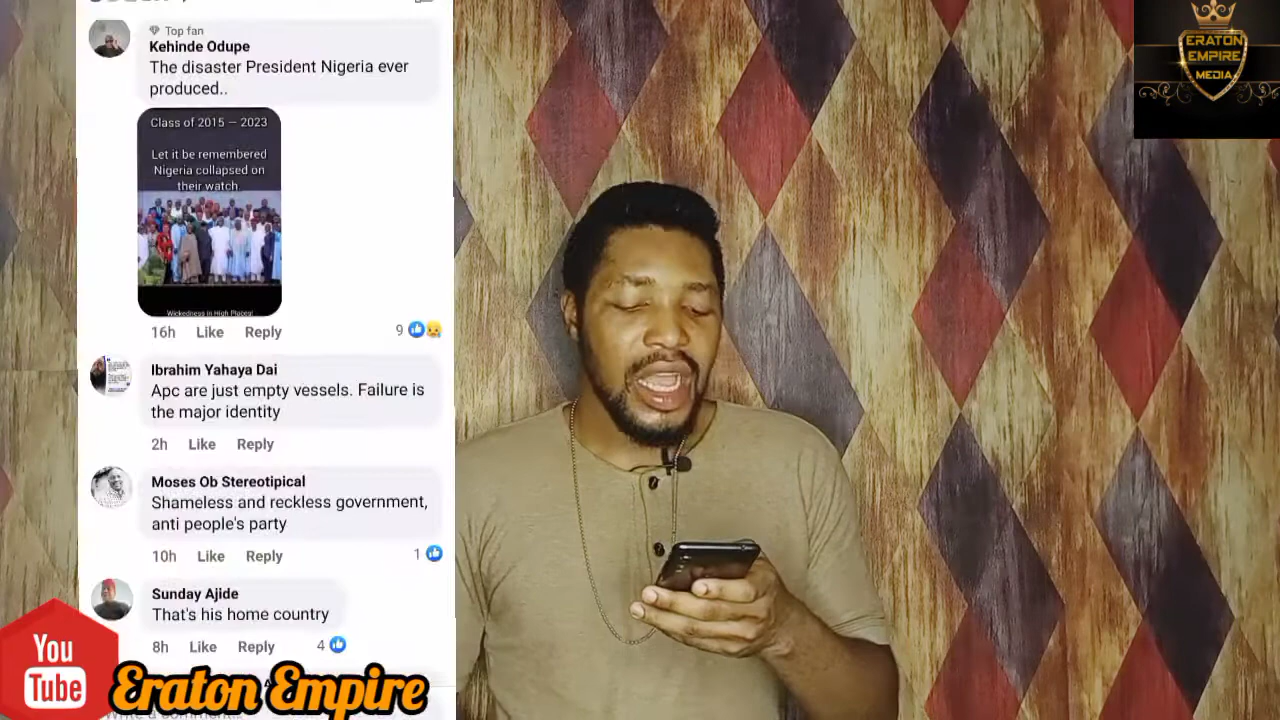 Top fan
Kehinde Odupe
The disaster President Nigeria ever
produced..
Class of 2015 — 2023
Let it be remembered
Nigeria collapsed on
their watch.
Wickedness in High Places!
16h Like Reply 9
Ibrahim Yahaya Dai
Apc are just empty vessels. Failure is
the major identity
2h Like Reply
Moses Ob Stereotipical
Shameless and reckless government,
anti people's party
10h Like Reply 1
Sunday Ajide
That's his home country
8h Like Reply 4
Write a comment...
You
Tube
Eraton Empire
ERATON
EMPIRE
MEDIA